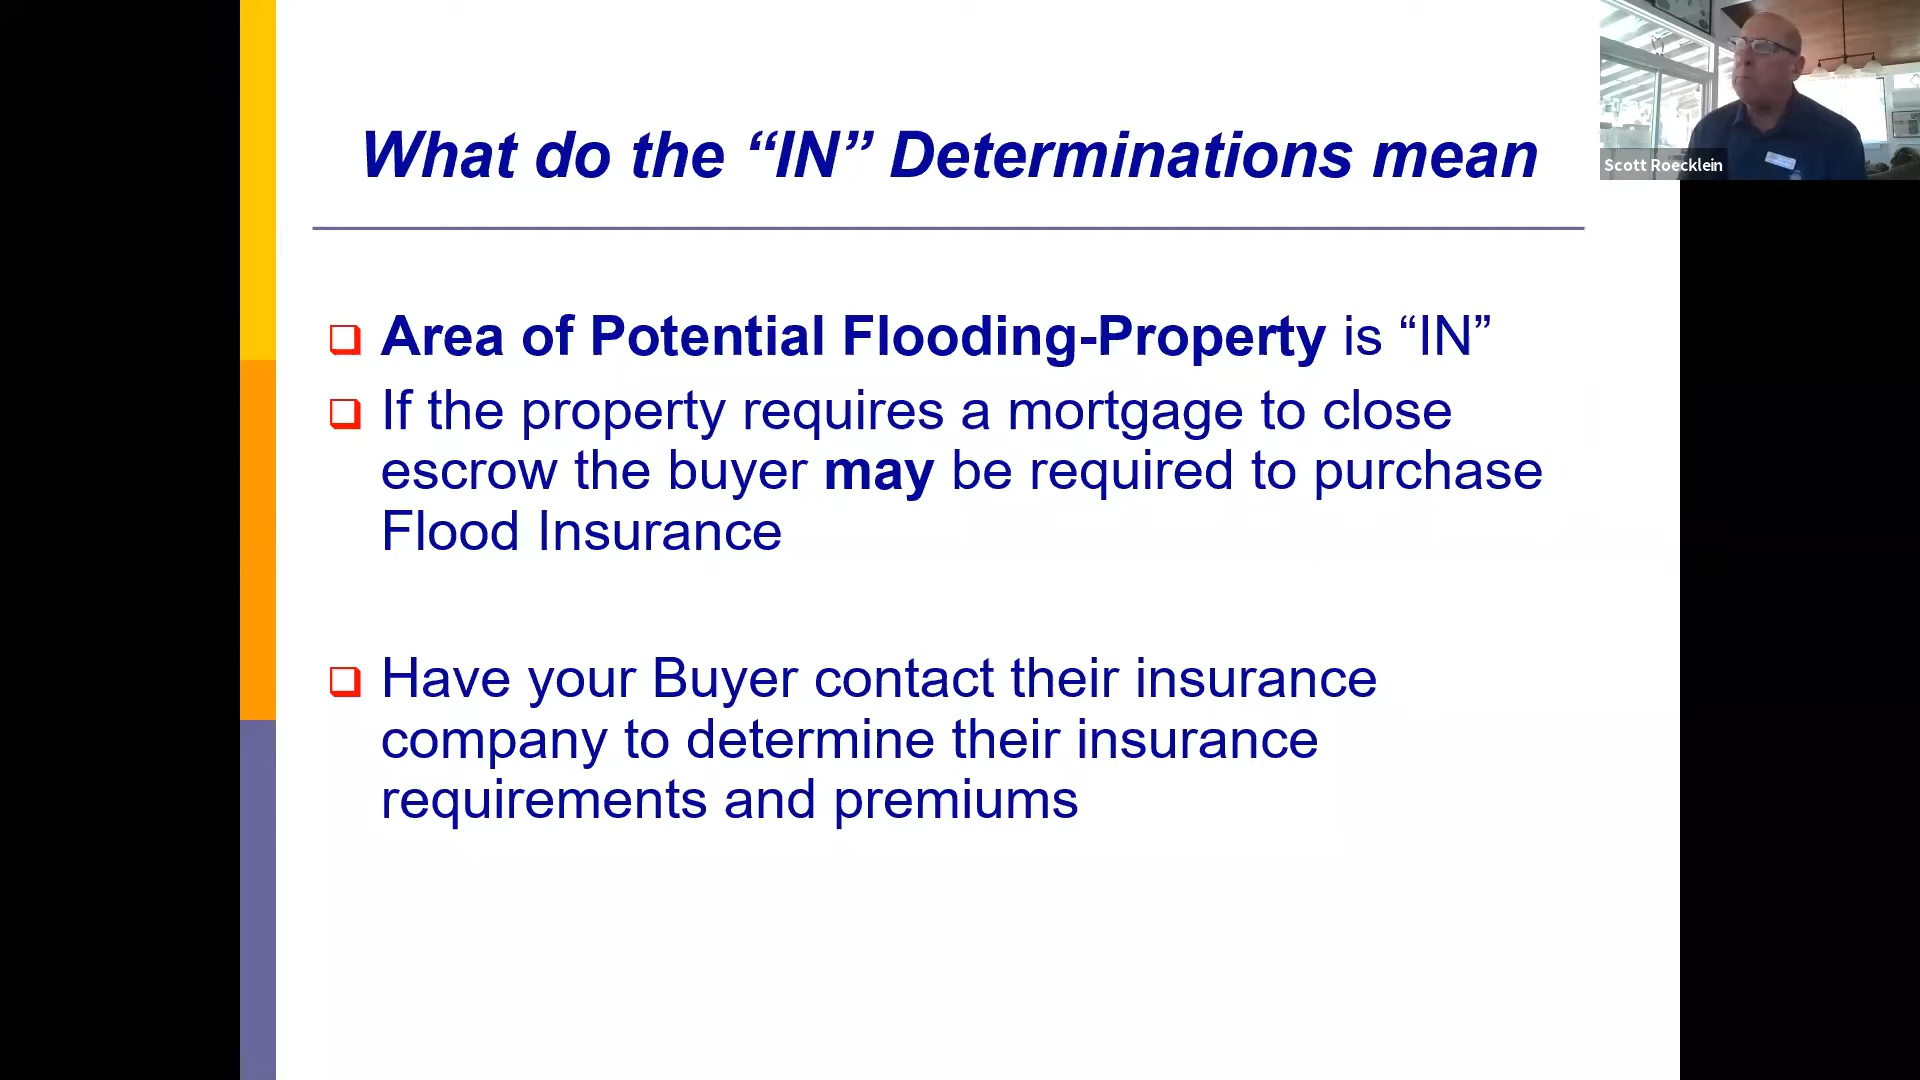 What do the “IN” Determinations mean
Scott Roecklein
Area of Potential Flooding-Property is “IN”
If the property requires a mortgage to close
escrow the buyer may be required to purchase
Flood Insurance
Have your Buyer contact their insurance
company to determine their insurance
requirements and premiums